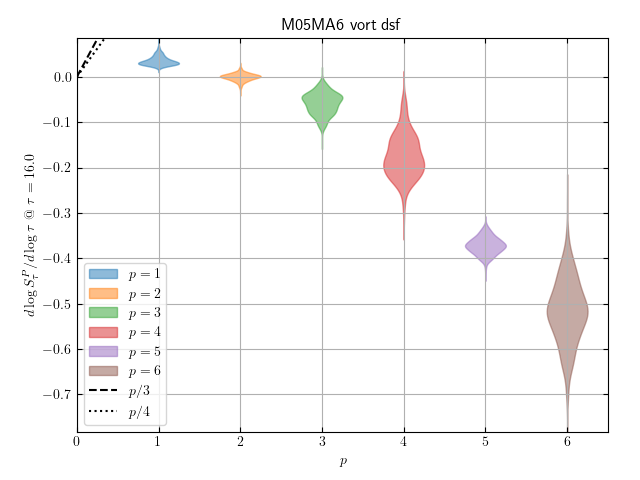 M05MA6 vort dsf
d log S_τ^P / d log τ @ τ = 16.0
0.0
−0.1
−0.2
−0.3
−0.4
−0.5
−0.6
−0.7
p = 1
p = 2
p = 3
p = 4
p = 5
p = 6
p/3
p/4
0 1 2 3 4 5 6
p